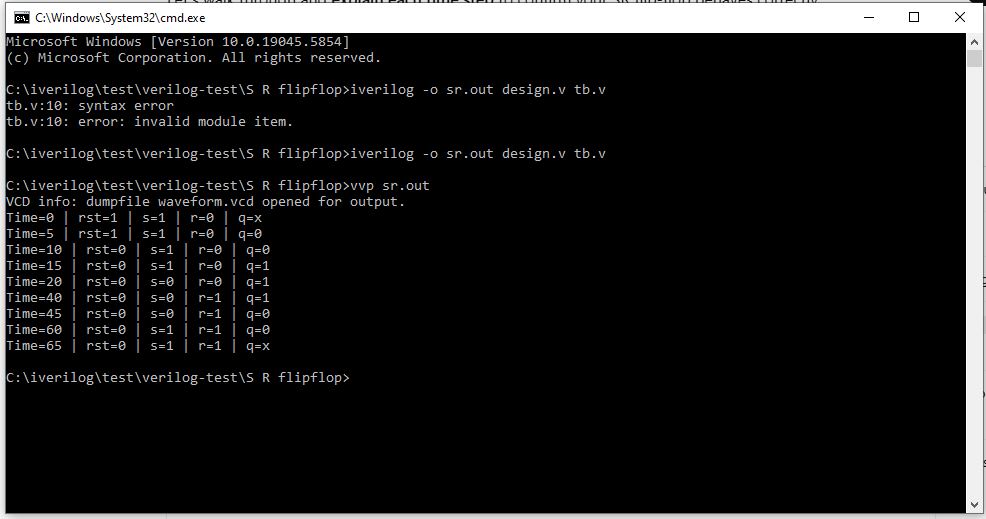 C:\Windows\System32\cmd.exe
Microsoft Windows [Version 10.0.19045.5854]
(c) Microsoft Corporation. All rights reserved.
C:\iverilog\test\verilog-test\S R flipflop>iverilog -o sr.out design.v tb.v
tb.v:10: syntax error
tb.v:10: error: invalid module item.
C:\iverilog\test\verilog-test\S R flipflop>iverilog -o sr.out design.v tb.v
C:\iverilog\test\verilog-test\S R flipflop>vvp sr.out
VCD info: dumpfile waveform.vcd opened for output.
Time=0 | rst=1 | s=1 | r=0 | q=x
Time=5 | rst=1 | s=1 | r=0 | q=0
Time=10 | rst=0 | s=1 | r=0 | q=0
Time=15 | rst=0 | s=1 | r=0 | q=1
Time=20 | rst=0 | s=0 | r=0 | q=1
Time=40 | rst=0 | s=0 | r=1 | q=1
Time=45 | rst=0 | s=0 | r=1 | q=0
Time=60 | rst=0 | s=1 | r=1 | q=0
Time=65 | rst=0 | s=1 | r=1 | q=x
C:\iverilog\test\verilog-test\S R flipflop>